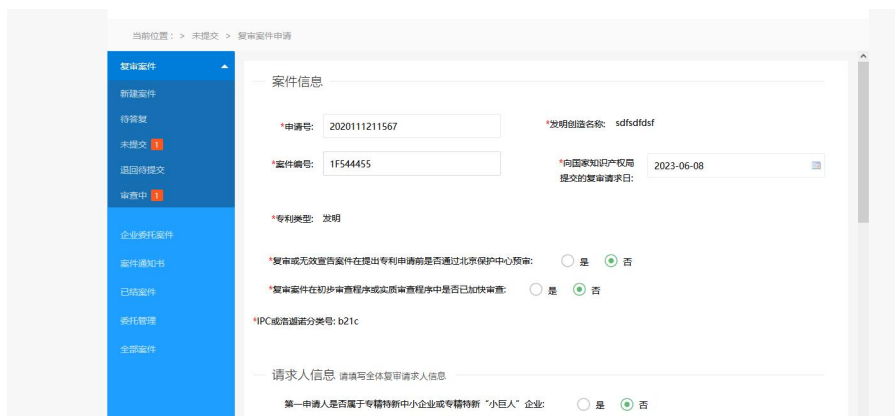 当前位置： > 未提交 > 复审案件申请
复审案件
新建案件
待答复
未提交 1
退回待提交
审查中 1
企业委托案件
案件通知书
已结案件
委托管理
全部案件
案件信息
*申请号: 2020111211567
*发明创造名称: sdfsdfdsf
*案件编号: 1F544455
*向国家知识产权局
提交的复审请求日: 2023-06-08
*专利类型: 发明
*复审或无效宣告案件在提出专利申请前是否通过北京保护中心预审: 是 否
*复审案件在初步审查程序或实质审查程序中是否已加快审查: 是 否
*IPC或洛迦诺分类号: b21c
请求人信息 请填写全体复审请求人信息
第一申请人是否属于专精特新中小企业或专精特新“小巨人”企业: 是 否